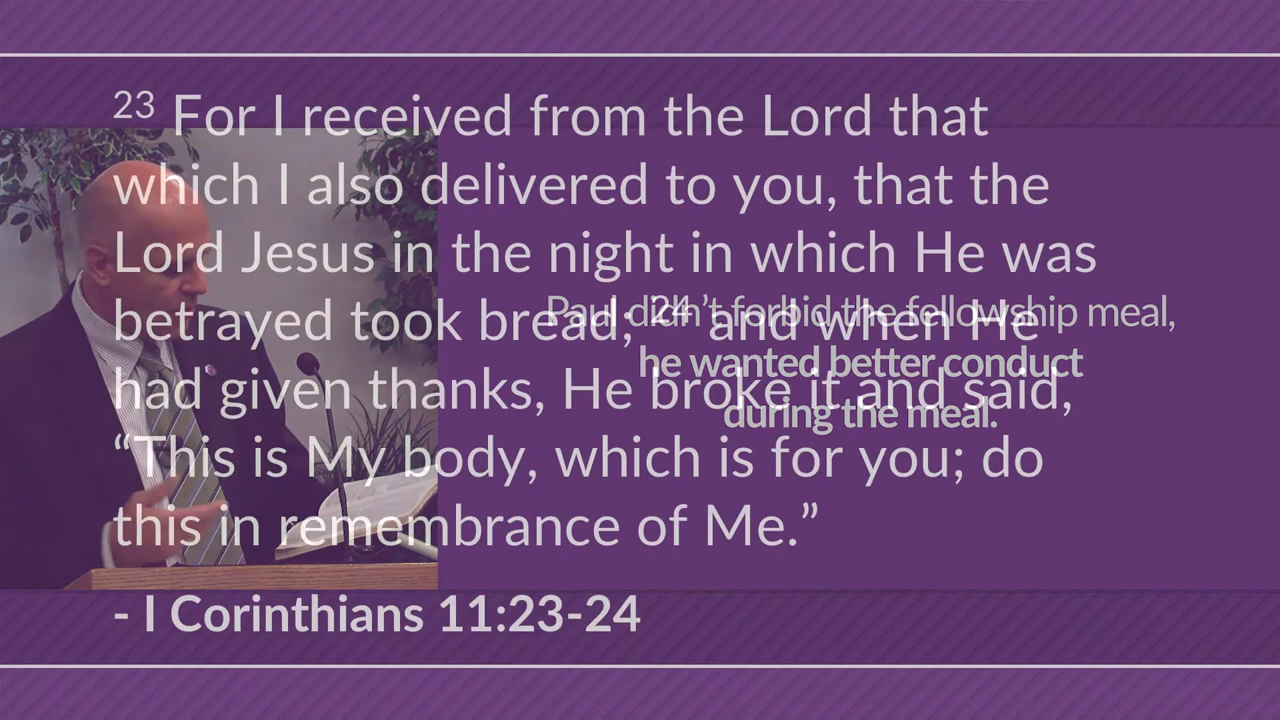 23 For I received from the Lord that
which I also delivered to you, that the
Lord Jesus in the night in which He was
betrayed took bread; 24 and when He
had given thanks, He broke it and said,
“This is My body, which is for you; do
this in remembrance of Me.”
- I Corinthians 11:23-24
Paul didn’t forbid the fellowship meal,
he wanted better conduct
during the meal.